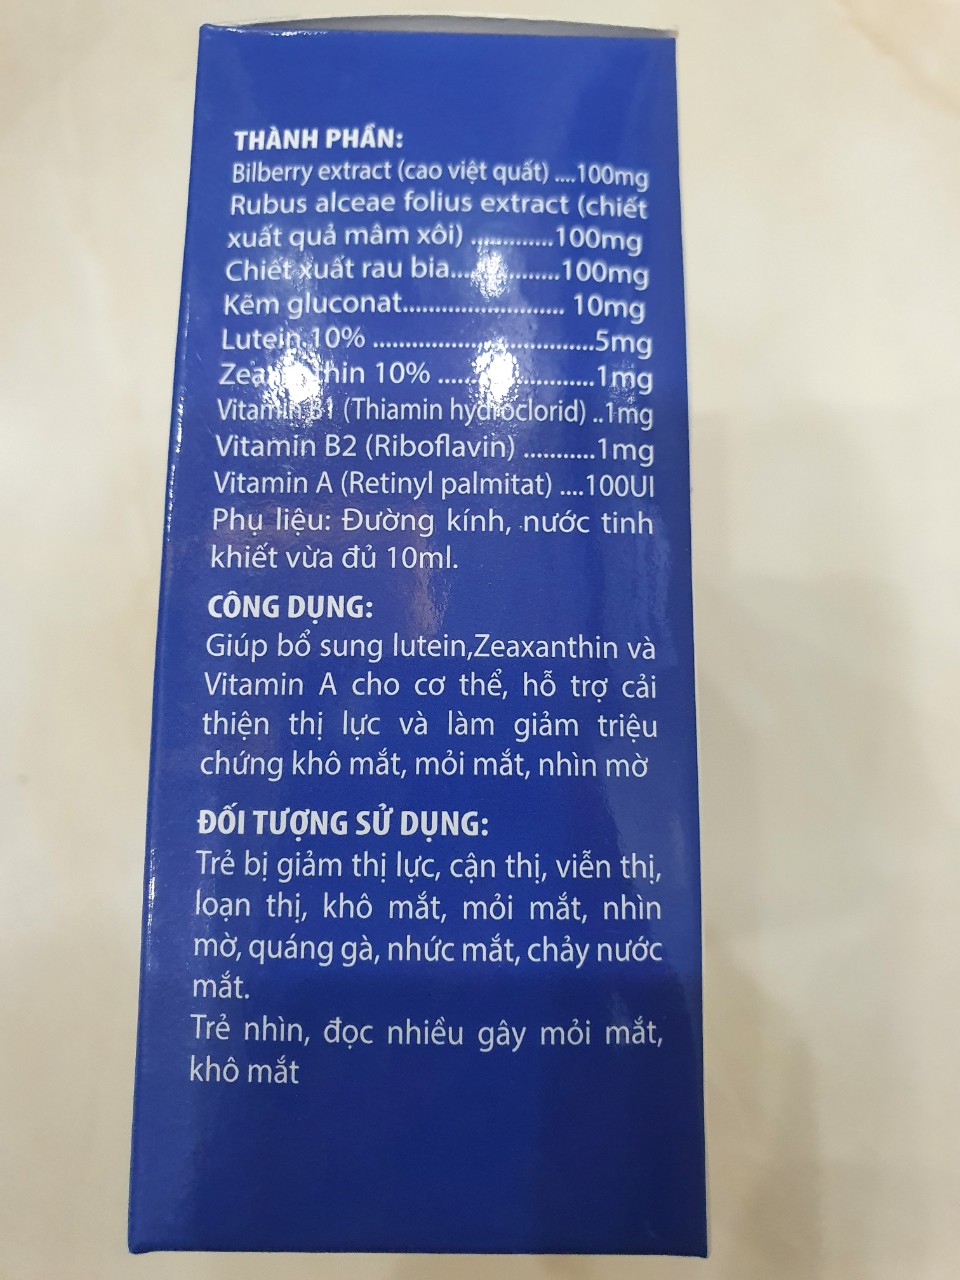 THÀNH PHẦN:
Bilberry extract (cao việt quất) ....100mg
Rubus alceae folius extract (chiết
xuất quả mâm xôi) .............100mg
Chiết xuất rau bia.................100mg
Kẽm gluconat.......................... 10mg
Lutein 10% ...................................5mg
Zeaxanthin 10% .........................1mg
Vitamin B1 (Thiamin hydroclorid) ..1mg
Vitamin B2 (Riboflavin) ...........1mg
Vitamin A (Retinyl palmitat) ....100UI
Phụ liệu: Đường kính, nước tinh
khiết vừa đủ 10ml.
CÔNG DỤNG:
Giúp bổ sung lutein,Zeaxanthin và
Vitamin A cho cơ thể, hỗ trợ cải
thiện thị lực và làm giảm triệu
chứng khô mắt, mỏi mắt, nhìn mờ
ĐỐI TƯỢNG SỬ DỤNG:
Trẻ bị giảm thị lực, cận thị, viễn thị,
loạn thị, khô mắt, mỏi mắt, nhìn
mờ, quáng gà, nhức mắt, chảy nước
mắt.
Trẻ nhìn, đọc nhiều gây mỏi mắt,
khô mắt